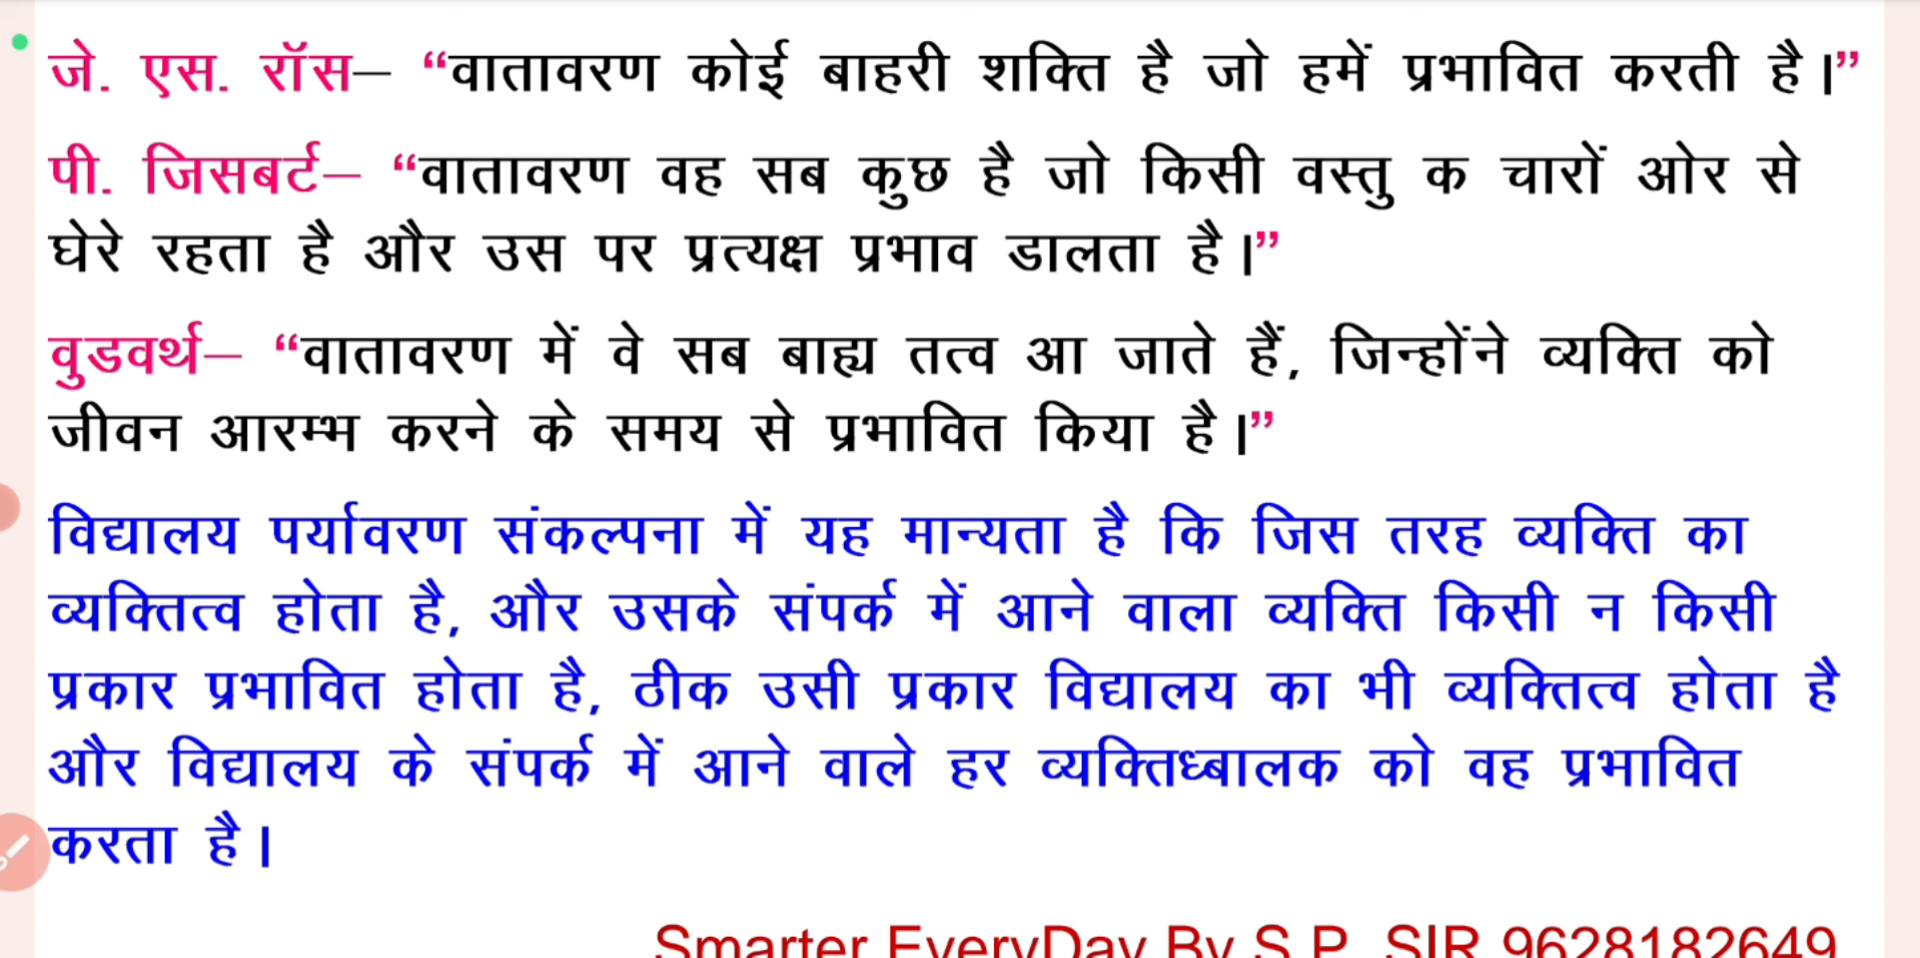 जे. एस. रॉस– “वातावरण कोई बाहरी शक्ति है जो हमें प्रभावित करती है।”
पी. जिसबर्ट– “वातावरण वह सब कुछ है जो किसी वस्तु क चारों ओर से
घेरे रहता है और उस पर प्रत्यक्ष प्रभाव डालता है।”
वुडवर्थ– “वातावरण में वे सब बाह्य तत्व आ जाते हैं, जिन्होंने व्यक्ति को
जीवन आरम्भ करने के समय से प्रभावित किया है।”
विद्यालय पर्यावरण संकल्पना में यह मान्यता है कि जिस तरह व्यक्ति का
व्यक्तित्व होता है, और उसके संपर्क में आने वाला व्यक्ति किसी न किसी
प्रकार प्रभावित होता है, ठीक उसी प्रकार विद्यालय का भी व्यक्तित्व होता है
और विद्यालय के संपर्क में आने वाले हर व्यक्तिध्बालक को वह प्रभावित
करता है।
Smarter EveryDay By S.P. SIR 9628182649